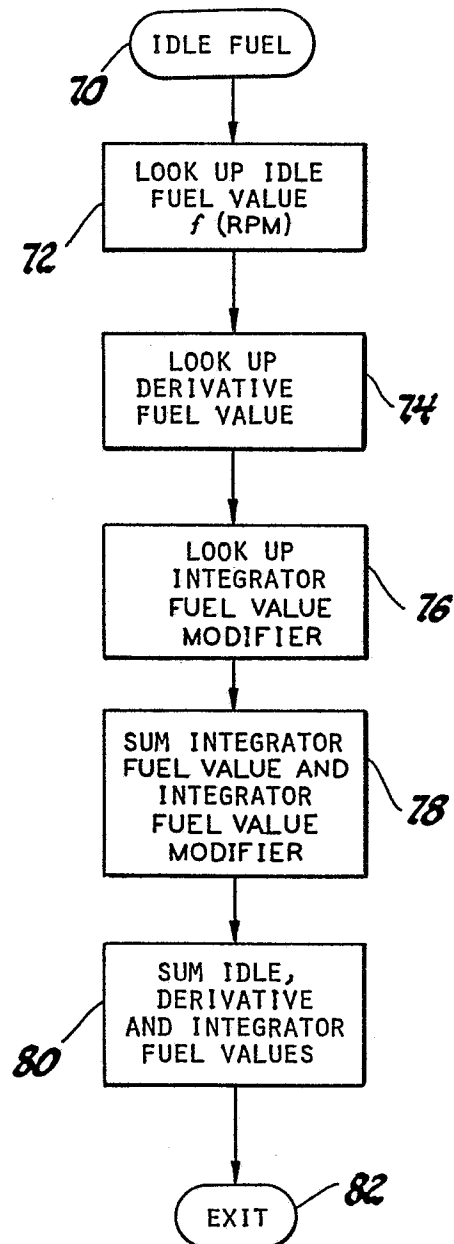 IDLE FUEL
70
LOOK UP IDLE
FUEL VALUE
f (RPM)
72
LOOK UP
DERIVATIVE
FUEL VALUE
74
LOOK UP
INTEGRATOR
FUEL VALUE
MODIFIER
76
SUM INTEGRATOR
FUEL VALUE AND
INTEGRATOR
FUEL VALUE
MODIFIER
78
SUM IDLE,
DERIVATIVE
AND INTEGRATOR
FUEL VALUES
80
82
EXIT